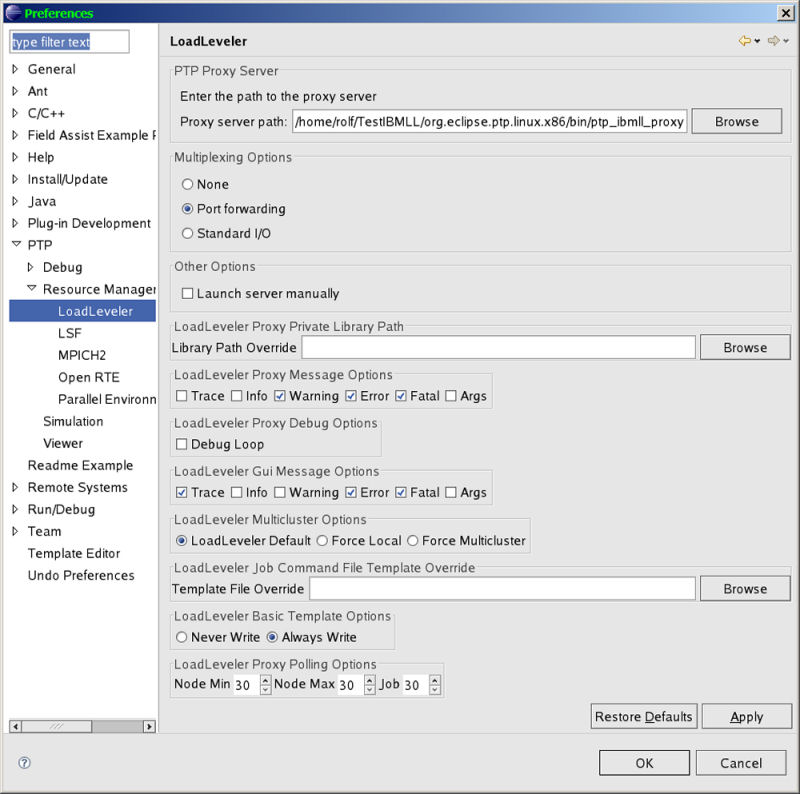 Preferences
type filter text
General
Ant
C/C++
Field Assist Example F
Help
Install/Update
Java
Plug-in Development
PTP
Debug
Resource Manager
LoadLeveler
LSF
MPICH2
Open RTE
Parallel Environn
Simulation
Viewer
Readme Example
Remote Systems
Run/Debug
Team
Template Editor
Undo Preferences
LoadLeveler
PTP Proxy Server
Enter the path to the proxy server
Proxy server path: /home/rolf/TestIBMLL/org.eclipse.ptp.linux.x86/bin/ptp_ibmll_proxy Browse
Multiplexing Options
None
Port forwarding
Standard I/O
Other Options
Launch server manually
LoadLeveler Proxy Private Library Path
Library Path Override Browse
LoadLeveler Proxy Message Options
Trace Info Warning Error Fatal Args
LoadLeveler Proxy Debug Options
Debug Loop
LoadLeveler Gui Message Options
Trace Info Warning Error Fatal Args
LoadLeveler Multicluster Options
LoadLeveler Default Force Local Force Multicluster
LoadLeveler Job Command File Template Override
Template File Override Browse
LoadLeveler Basic Template Options
Never Write Always Write
LoadLeveler Proxy Polling Options
Node Min 30 Node Max 30 Job 30
Restore Defaults Apply
? OK Cancel